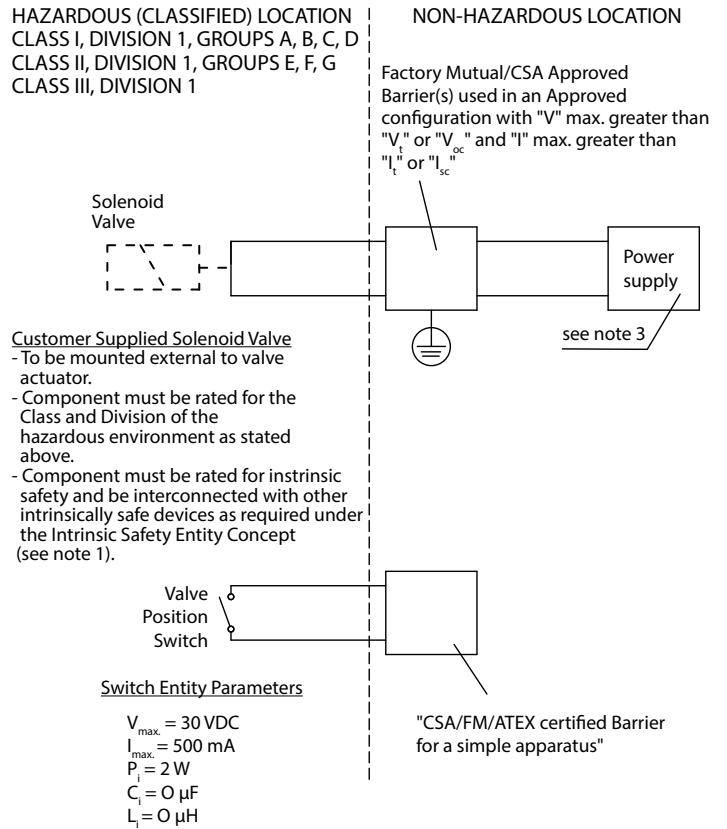 HAZARDOUS (CLASSIFIED) LOCATION
CLASS I, DIVISION 1, GROUPS A, B, C, D
CLASS II, DIVISION 1, GROUPS E, F, G
CLASS III, DIVISION 1
NON-HAZARDOUS LOCATION
Factory Mutual/CSA Approved
Barrier(s) used in an Approved
configuration with "V" max. greater than
"Vt" or "Voc" and "I" max. greater than
"It" or "Isc"
Solenoid
Valve
Power
supply
see note 3
Customer Supplied Solenoid Valve
- To be mounted external to valve
actuator.
- Component must be rated for the
Class and Division of the
hazardous environment as stated
above.
- Component must be rated for instrinsic
safety and be interconnected with other
intrinsically safe devices as required under
the Intrinsic Safety Entity Concept
(see note 1).
Valve
Position
Switch
Switch Entity Parameters
Vmax. = 30 VDC
Imax. = 500 mA
Pi = 2 W
Ci = O µF
Li = O µH
"CSA/FM/ATEX certified Barrier
for a simple apparatus"